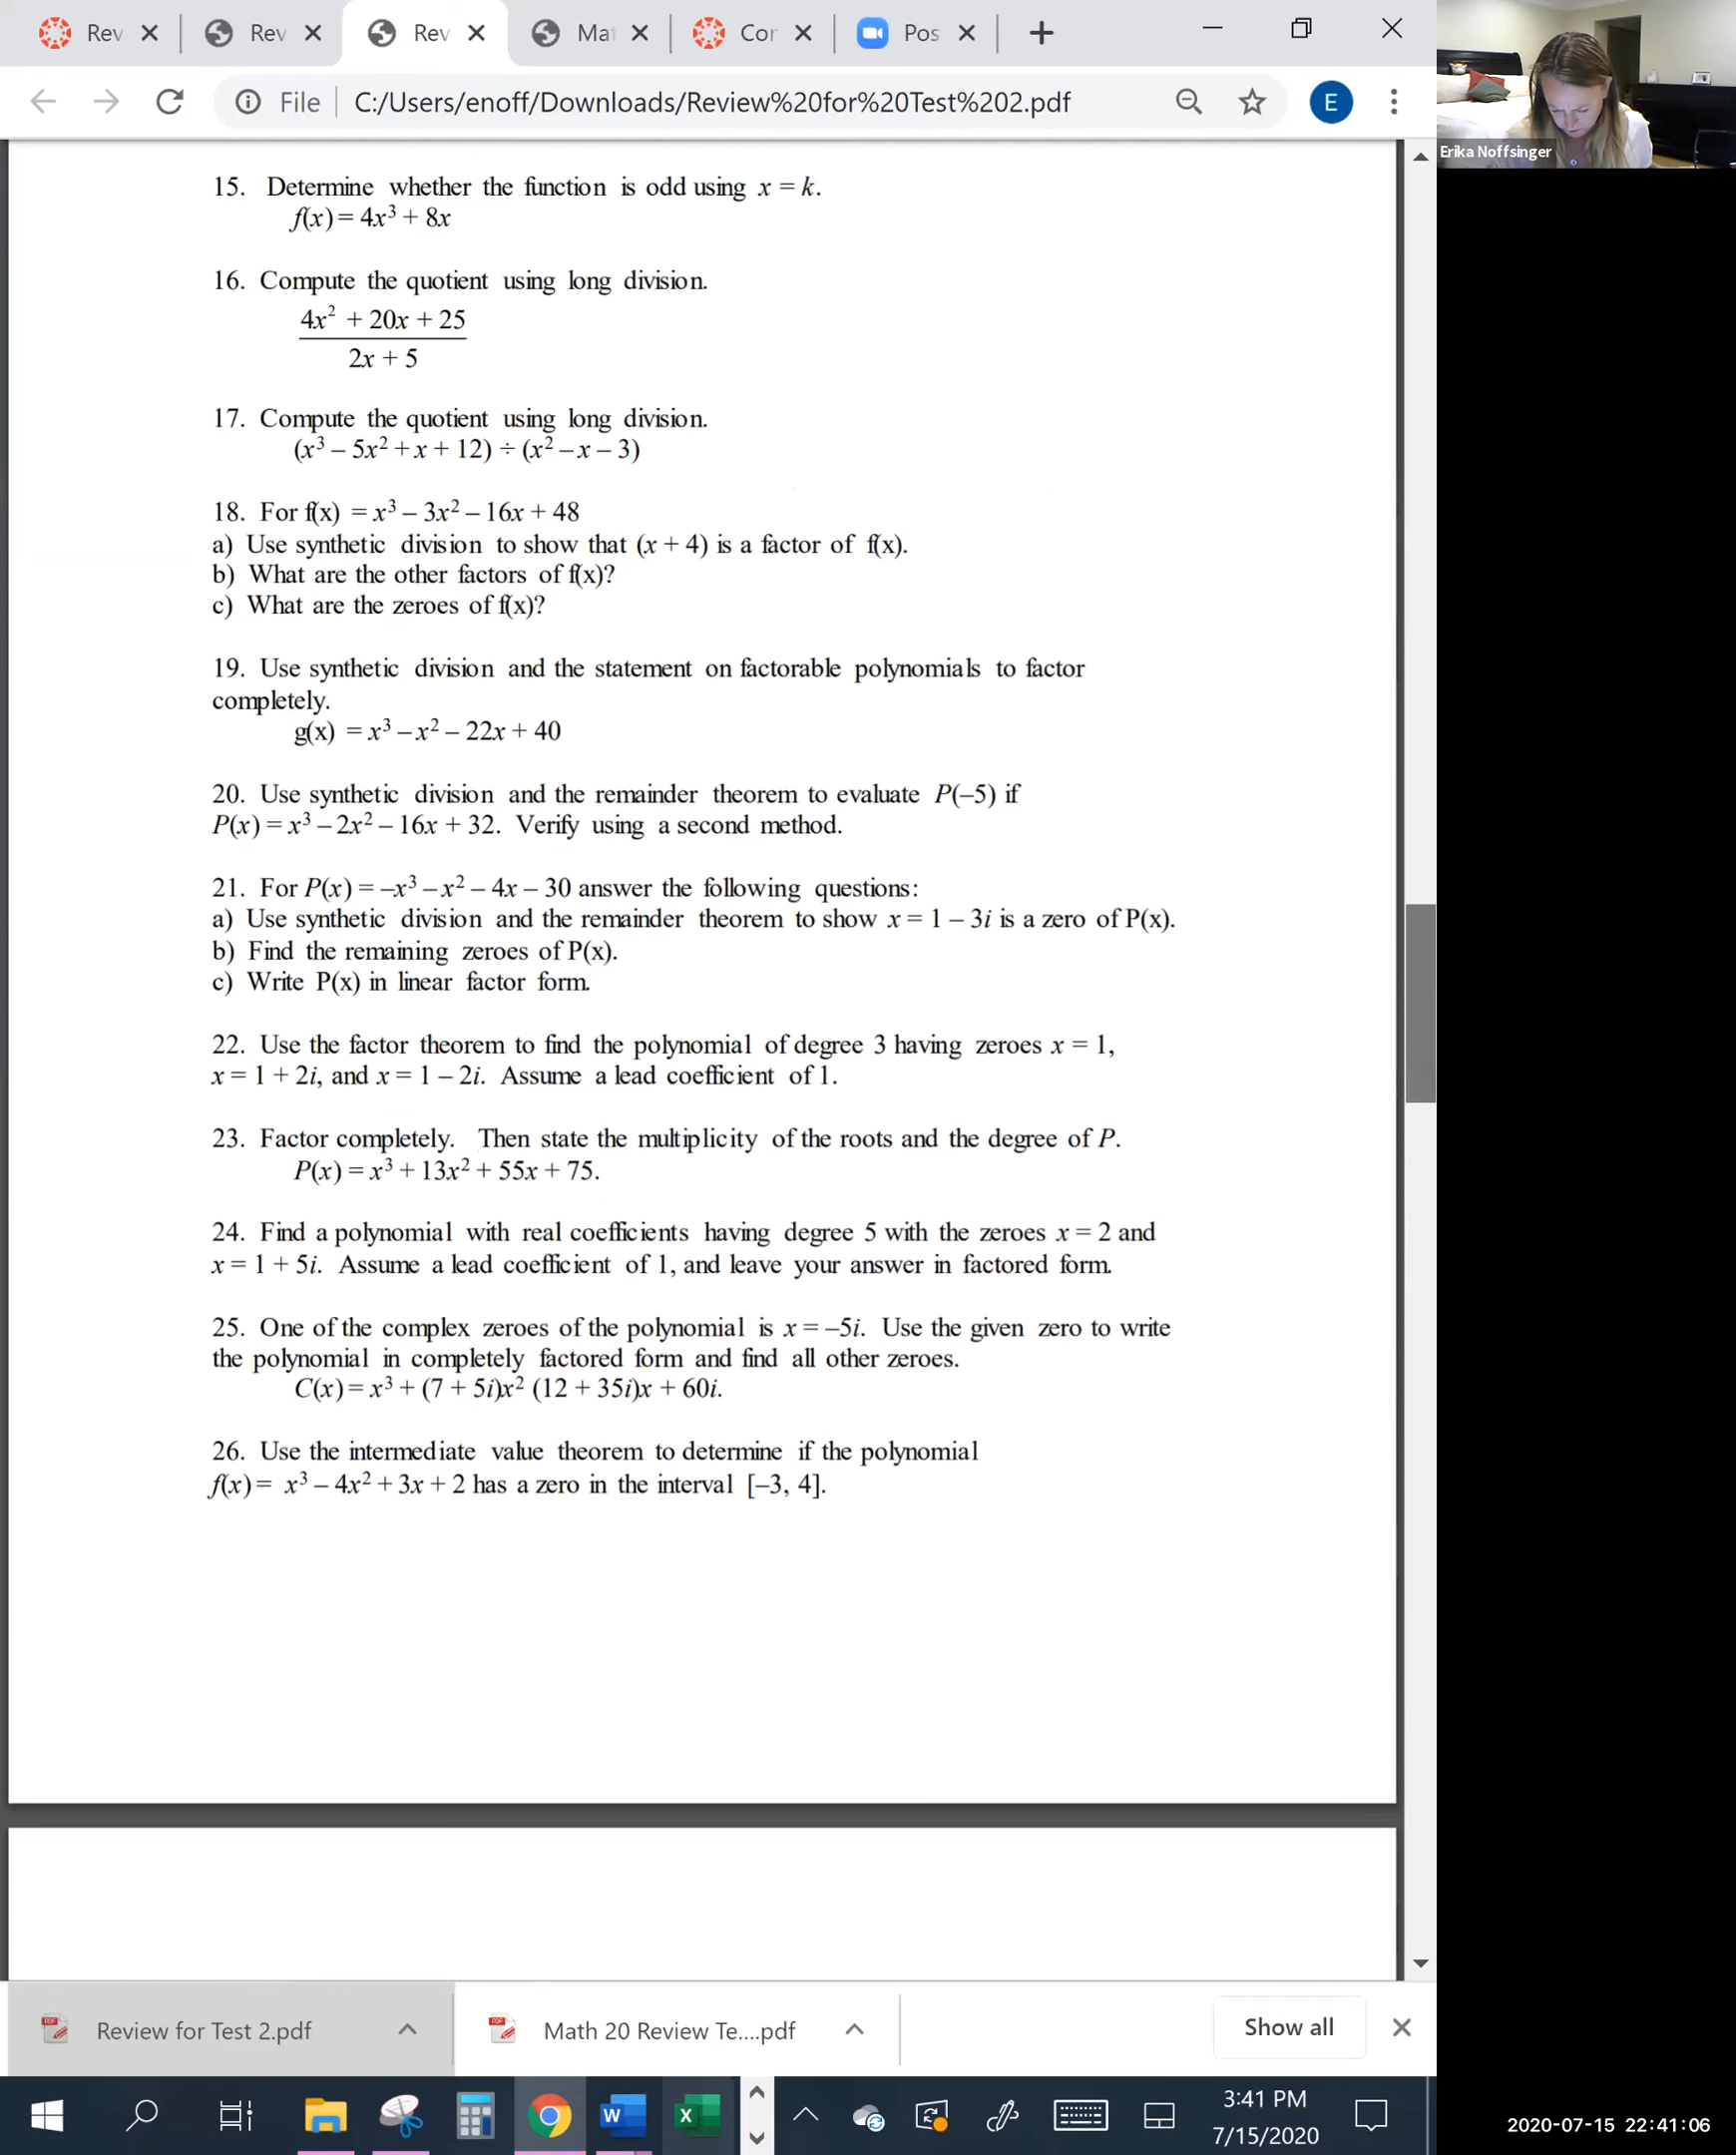 Rev
Rev
Rev
Mat
Cor
Pos
File
C:/Users/enoff/Downloads/Review%20for%20Test%202.pdf
E
Erika Noffsinger
15. Determine whether the function is odd using x = k.
f(x) = 4x³ + 8x
16. Compute the quotient using long division.
4x² + 20x + 25
2x + 5
17. Compute the quotient using long division.
(x³ – 5x² + x + 12) ÷ (x² – x – 3)
18. For f(x) = x³ – 3x² – 16x + 48
a) Use synthetic division to show that (x + 4) is a factor of f(x).
b) What are the other factors of f(x)?
c) What are the zeroes of f(x)?
19. Use synthetic division and the statement on factorable polynomials to factor
completely.
g(x) = x³ – x² – 22x + 40
20. Use synthetic division and the remainder theorem to evaluate P(–5) if
P(x) = x³ – 2x² – 16x + 32. Verify using a second method.
21. For P(x) = –x³ – x² – 4x – 30 answer the following questions:
a) Use synthetic division and the remainder theorem to show x = 1 – 3i is a zero of P(x).
b) Find the remaining zeroes of P(x).
c) Write P(x) in linear factor form.
22. Use the factor theorem to find the polynomial of degree 3 having zeroes x = 1,
x = 1 + 2i, and x = 1 – 2i. Assume a lead coefficient of 1.
23. Factor completely. Then state the multiplicity of the roots and the degree of P.
P(x) = x³ + 13x² + 55x + 75.
24. Find a polynomial with real coefficients having degree 5 with the zeroes x = 2 and
x = 1 + 5i. Assume a lead coefficient of 1, and leave your answer in factored form.
25. One of the complex zeroes of the polynomial is x = –5i. Use the given zero to write
the polynomial in completely factored form and find all other zeroes.
C(x) = x³ + (7 + 5i)x² (12 + 35i)x + 60i.
26. Use the intermediate value theorem to determine if the polynomial
f(x) = x³ – 4x² + 3x + 2 has a zero in the interval [–3, 4].
Review for Test 2.pdf
Math 20 Review Te....pdf
Show all
3:41 PM
7/15/2020
2020-07-15 22:41:06